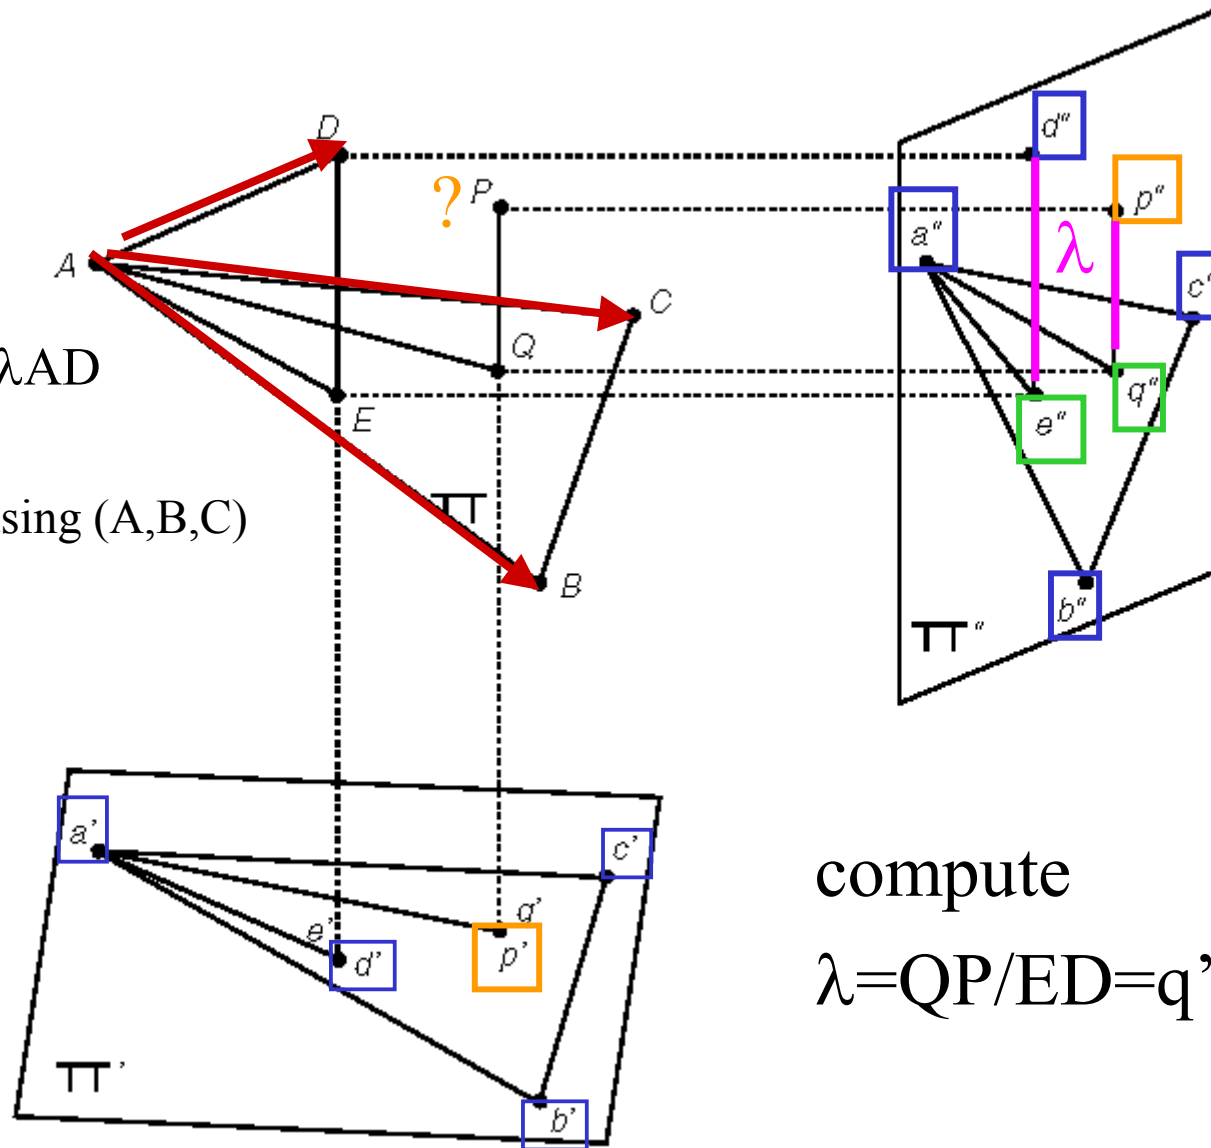 D
d"
?
P
p"
a"
λ
A
C
c"
Q
q"
λAD
E
e"
sing (A,B,C)
Π
B
b"
Π"
a'
c'
q'
e'
d'
p'
Π'
b'
compute
λ=QP/ED=q'